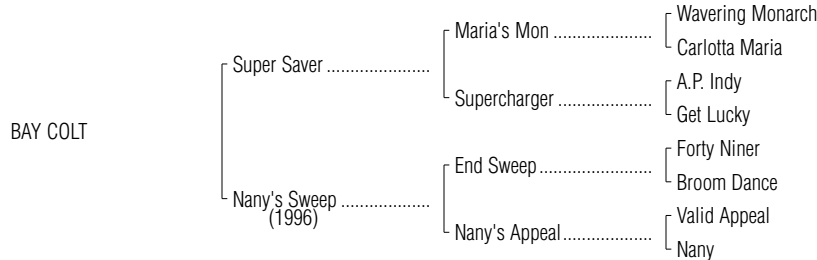 Wavering Monarch
Maria's Mon ......................
Carlotta Maria
Super Saver .......................
A.P. Indy
Supercharger .....................
Get Lucky
BAY COLT
Forty Niner
End Sweep.........................
Broom Dance
Nany's Sweep ....................
(1996)
Valid Appeal
Nany's Appeal....................
Nany